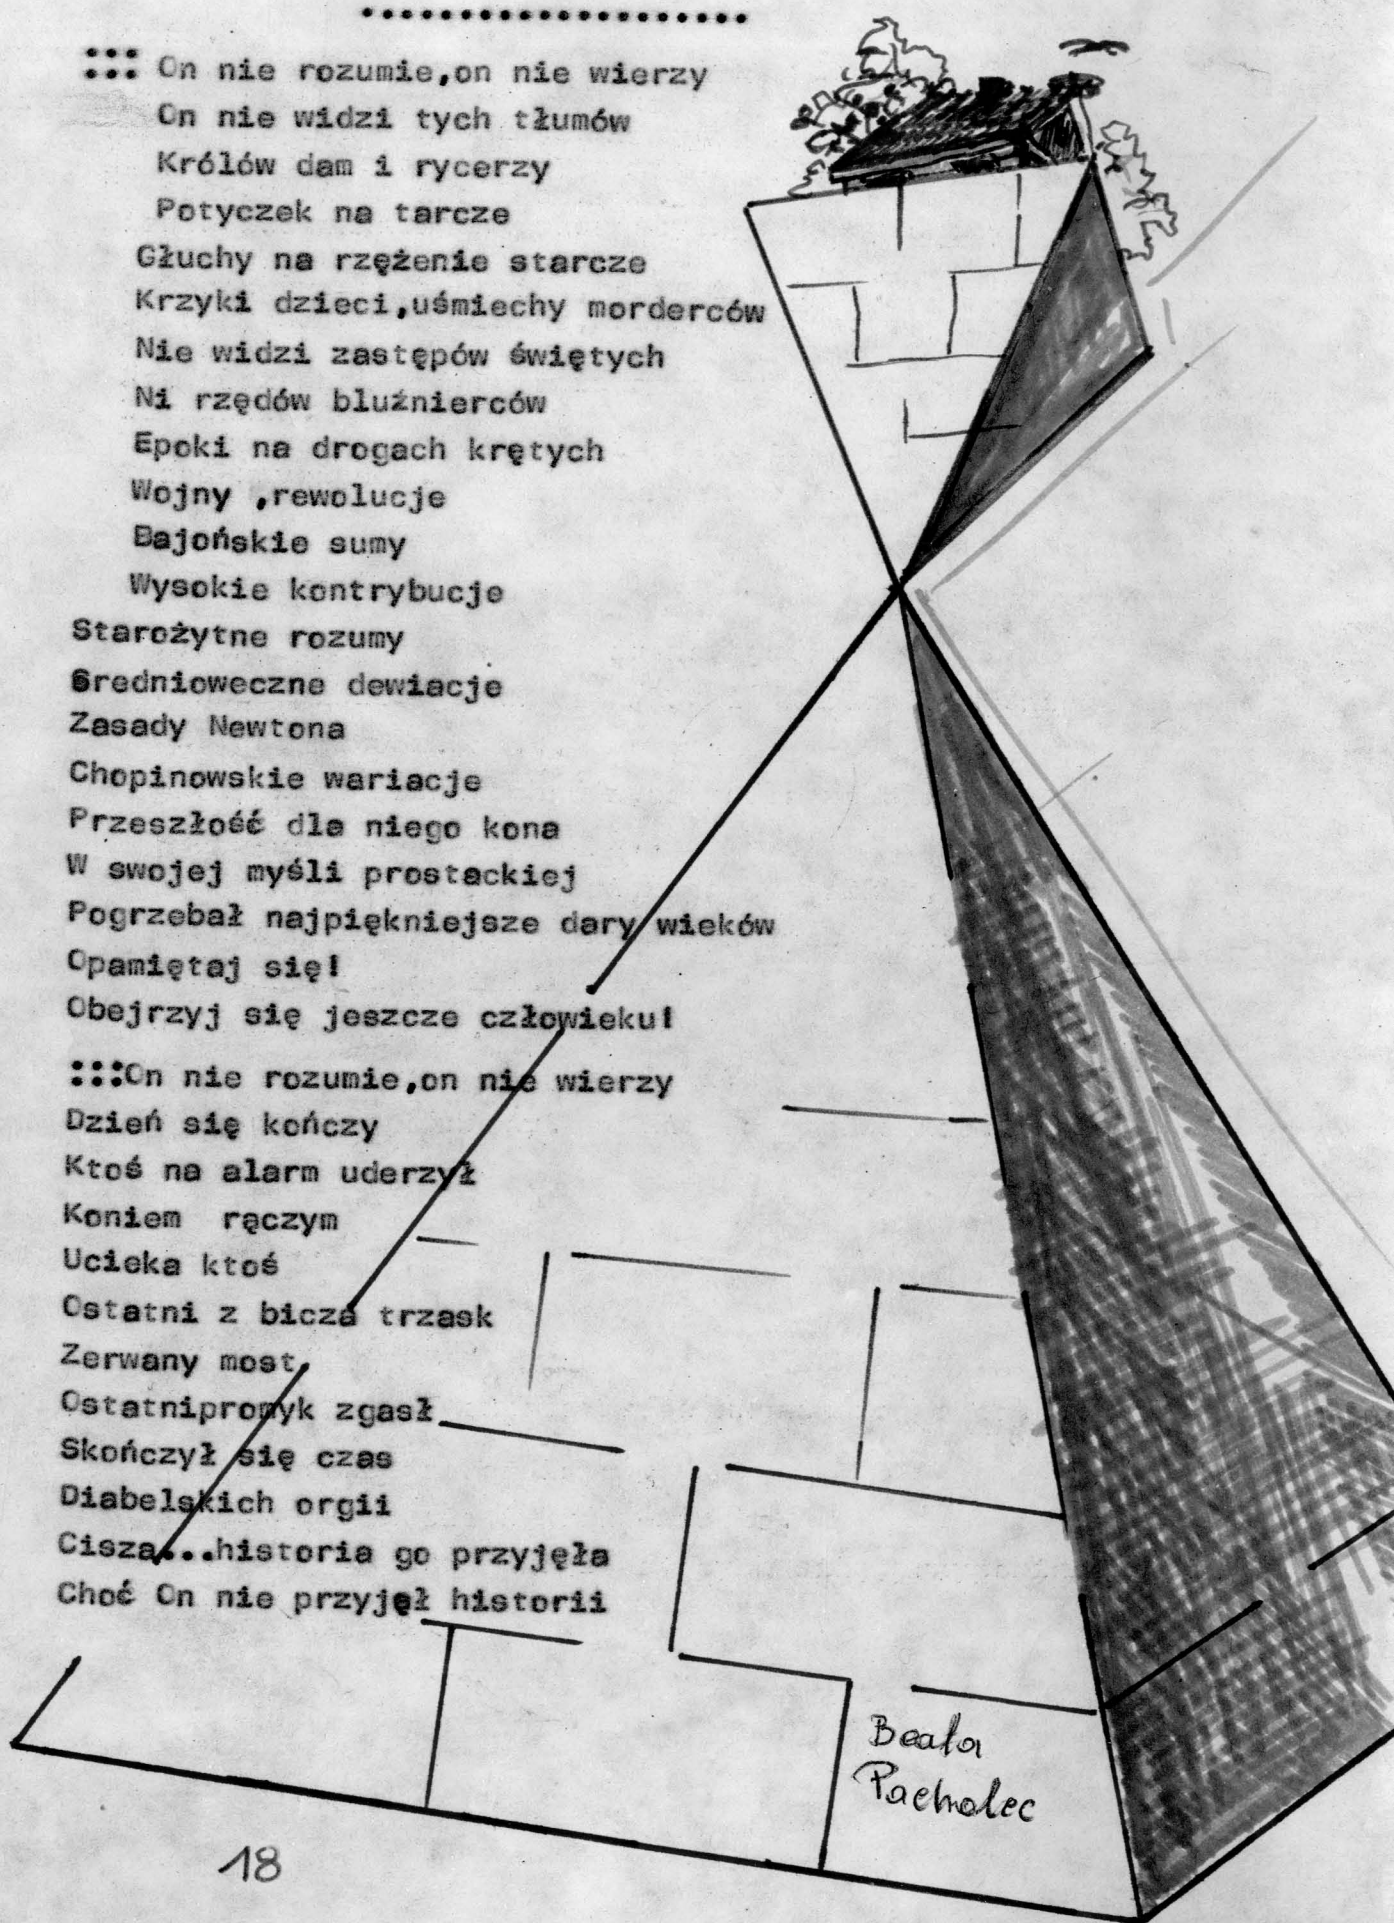 ....................
::: On nie rozumie,on nie wierzy
On nie widzi tych tłumów
Królów dam i rycerzy
Potyczek na tarcze
Głuchy na rzężenie starcze
Krzyki dzieci,uśmiechy morderców
Nie widzi zastępów świętych
Ni rzędów bluźnierców
Epoki na drogach krętych
Wojny ,rewolucje
Bajońskie sumy
Wysokie kontrybucje
Starożytne rozumy
Średnioweczne dewiacje
Zasady Newtona
Chopinowskie wariacje
Przeszłość dla niego kona
W swojej myśli prostackiej
Pogrzebał najpiękniejsze dary wieków
Opamiętaj się!
Obejrzyj się jeszcze człowieku!
:::On nie rozumie,on nie wierzy
Dzień się kończy
Ktoś na alarm uderzył
Koniem rączym
Ucieka ktoś
Ostatni z bicza trzask
Zerwany most
Ostatnipromyk zgasł
Skończył się czas
Diabelskich orgii
Cisza...historia go przyjęła
Choć On nie przyjął historii
Beata
Pacholec
18